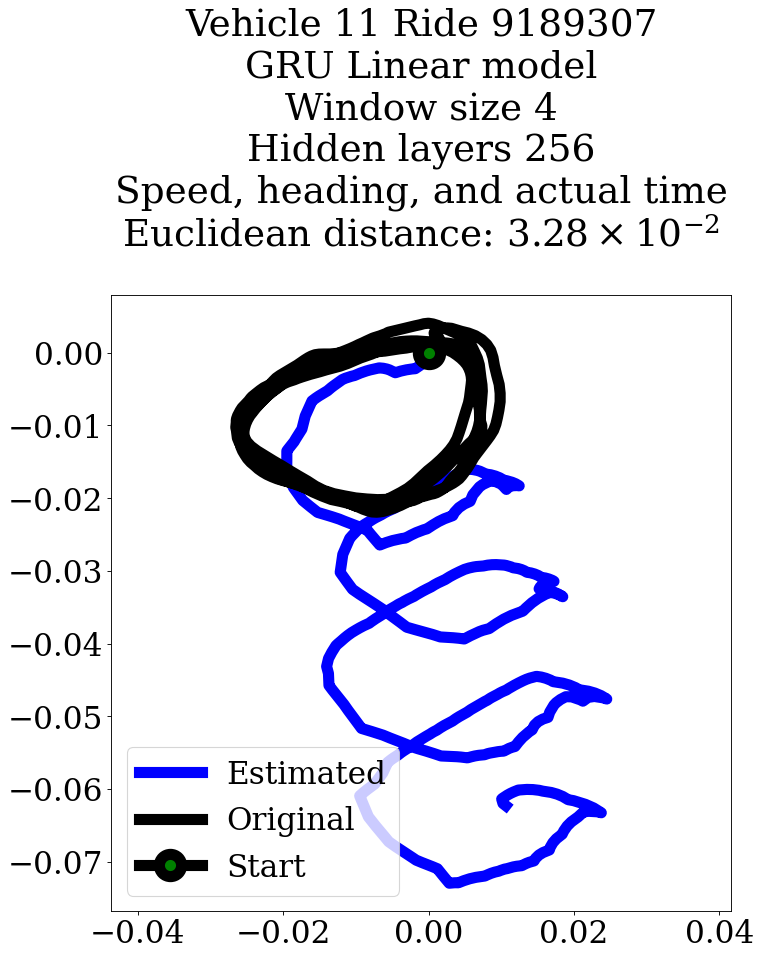 Vehicle 11 Ride 9189307
GRU Linear model
Window size 4
Hidden layers 256
Speed, heading, and actual time
Euclidean distance: 3.28 × 10⁻²
0.00
−0.01
−0.02
−0.03
−0.04
−0.05
−0.06
−0.07
Estimated
Original
Start
−0.04 −0.02 0.00 0.02 0.04